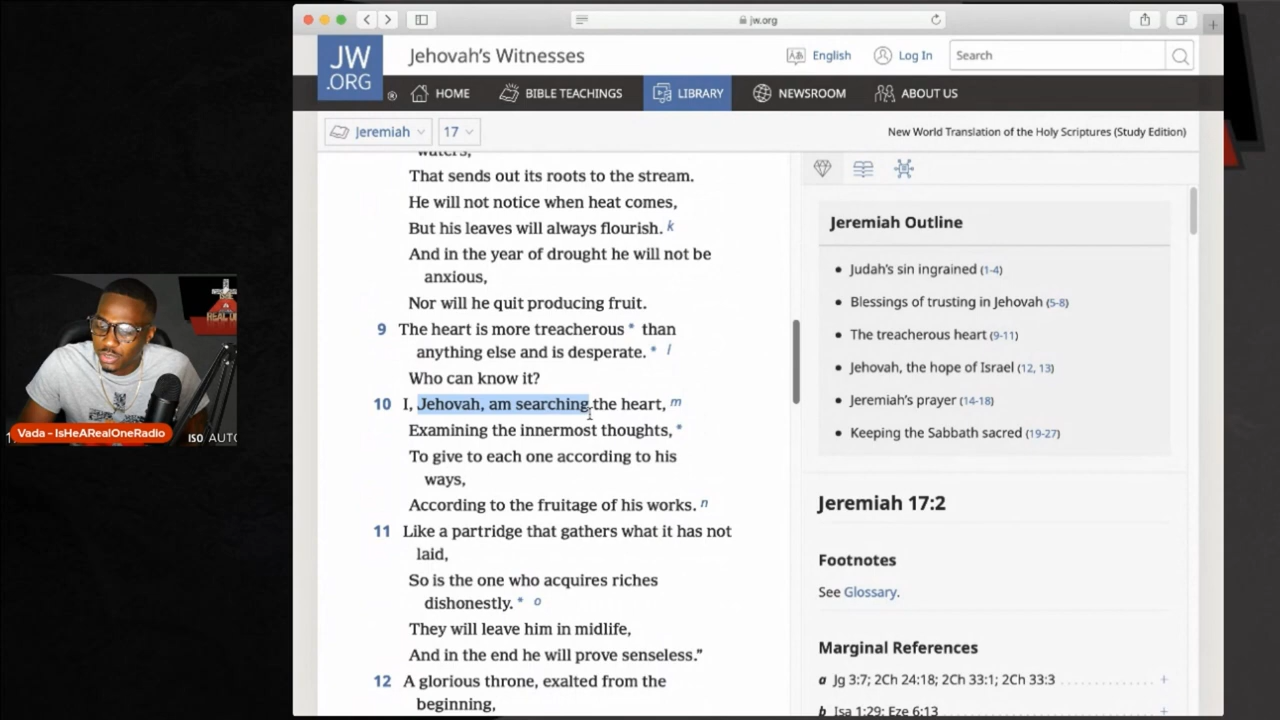 jw.org
JW
.ORG
®
Jehovah's Witnesses
English
Log In
Search
HOME
BIBLE TEACHINGS
LIBRARY
NEWSROOM
ABOUT US
Jeremiah
17
New World Translation of the Holy Scriptures (Study Edition)
waters,
That sends out its roots to the stream.
He will not notice when heat comes,
But his leaves will always flourish. k
And in the year of drought he will not be
anxious,
Nor will he quit producing fruit.
9 The heart is more treacherous * than
anything else and is desperate. * l
Who can know it?
10 I, Jehovah, am searching the heart, m
Examining the innermost thoughts, *
To give to each one according to his
ways,
According to the fruitage of his works. n
11 Like a partridge that gathers what it has not
laid,
So is the one who acquires riches
dishonestly. * o
They will leave him in midlife,
And in the end he will prove senseless.”
12 A glorious throne, exalted from the
beginning,
Jeremiah Outline
• Judah's sin ingrained (1-4)
• Blessings of trusting in Jehovah (5-8)
• The treacherous heart (9-11)
• Jehovah, the hope of Israel (12, 13)
• Jeremiah's prayer (14-18)
• Keeping the Sabbath sacred (19-27)
Jeremiah 17:2
Footnotes
See Glossary.
Marginal References
a Jg 3:7; 2Ch 24:18; 2Ch 33:1; 2Ch 33:3 +
b Isa 1:29; Eze 6:13
Vada - IsHeARealOneRadio
ISO AUTO